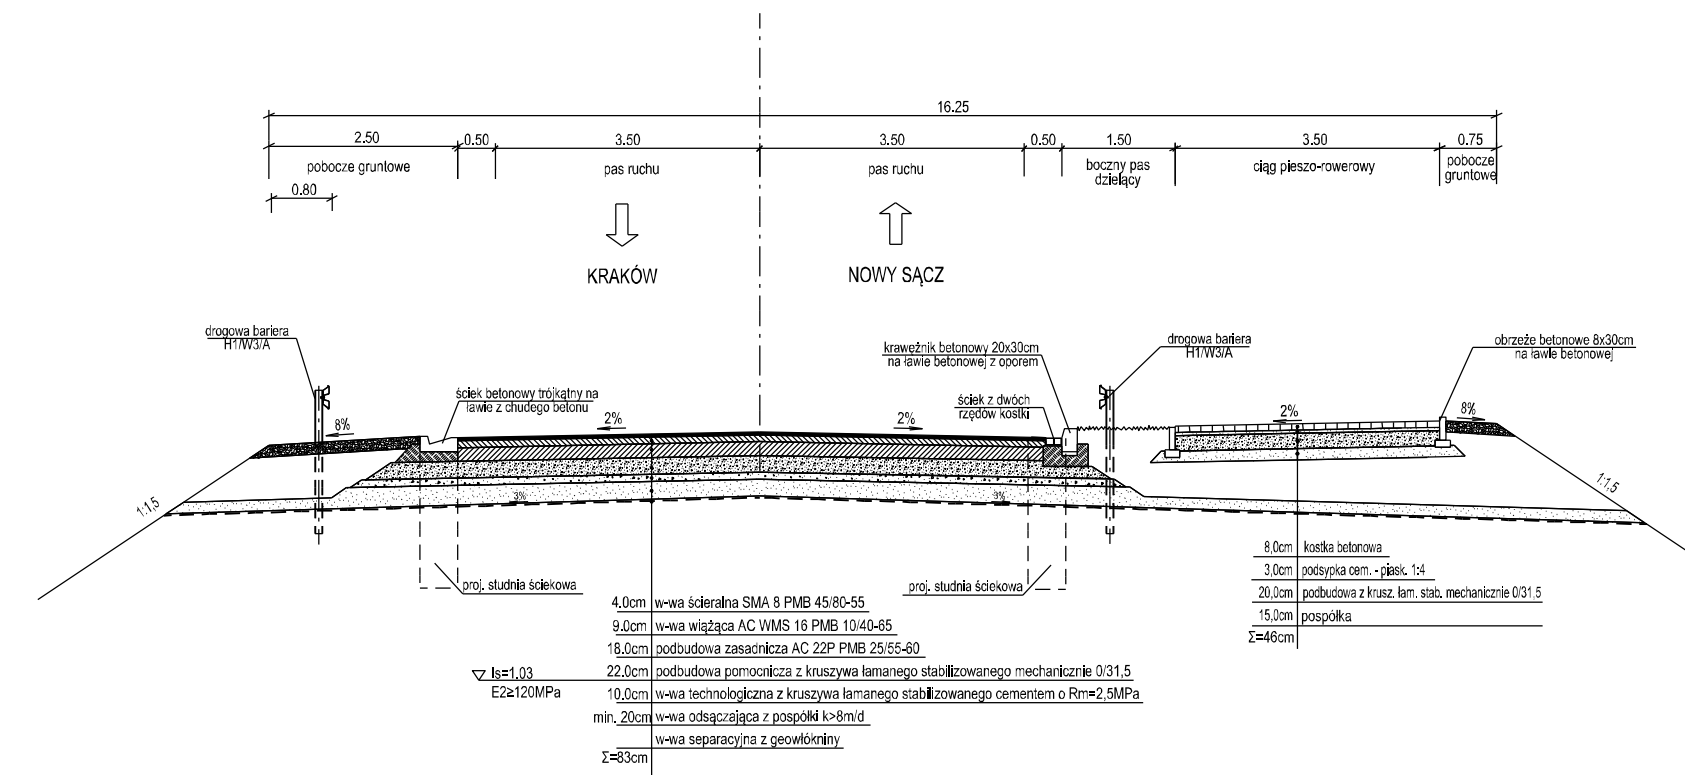 16.25
2.50
0.50
3.50
3.50
0.50
1.50
3.50
0.75
pobocze gruntowe
pas ruchu
pas ruchu
boczny pas
dzielący
ciąg pieszo-rowerowy
pobocze
gruntowe
0.80
KRAKÓW
NOWY SĄCZ
drogowa bariera
H1/W3/A
krawężnik betonowy 20x30cm
na ławie betonowej z oporem
drogowa bariera
H1/W3/A
obrzeże betonowe 8x30cm
na ławie betonowej
ściek betonowy trójkątny na
ławie z chudego betonu
ściek z dwóch
rzędów kostki
8%
2%
2%
2%
8%
1:1,5
3%
3%
1:1,5
proj. studnia ściekowa
proj. studnia ściekowa
8,0cm kostka betonowa
3,0cm podsypka cem. - piask. 1:4
20,0cm podbudowa z krusz. łam. stab. mechanicznie 0/31,5
15,0cm pospółka
Σ=46cm
4.0cm w-wa ścieralna SMA 8 PMB 45/80-55
9.0cm w-wa wiążąca AC WMS 16 PMB 10/40-65
18.0cm podbudowa zasadnicza AC 22P PMB 25/55-60
Is=1.03
22.0cm podbudowa pomocnicza z kruszywa łamanego stabilizowanego mechanicznie 0/31,5
E2≥120MPa
10.0cm w-wa technologiczna z kruszywa łamanego stabilizowanego cementem o Rm=2,5MPa
min. 20cm w-wa odsączająca z pospółki k>8m/d
w-wa separacyjna z geowłókniny
Σ=83cm